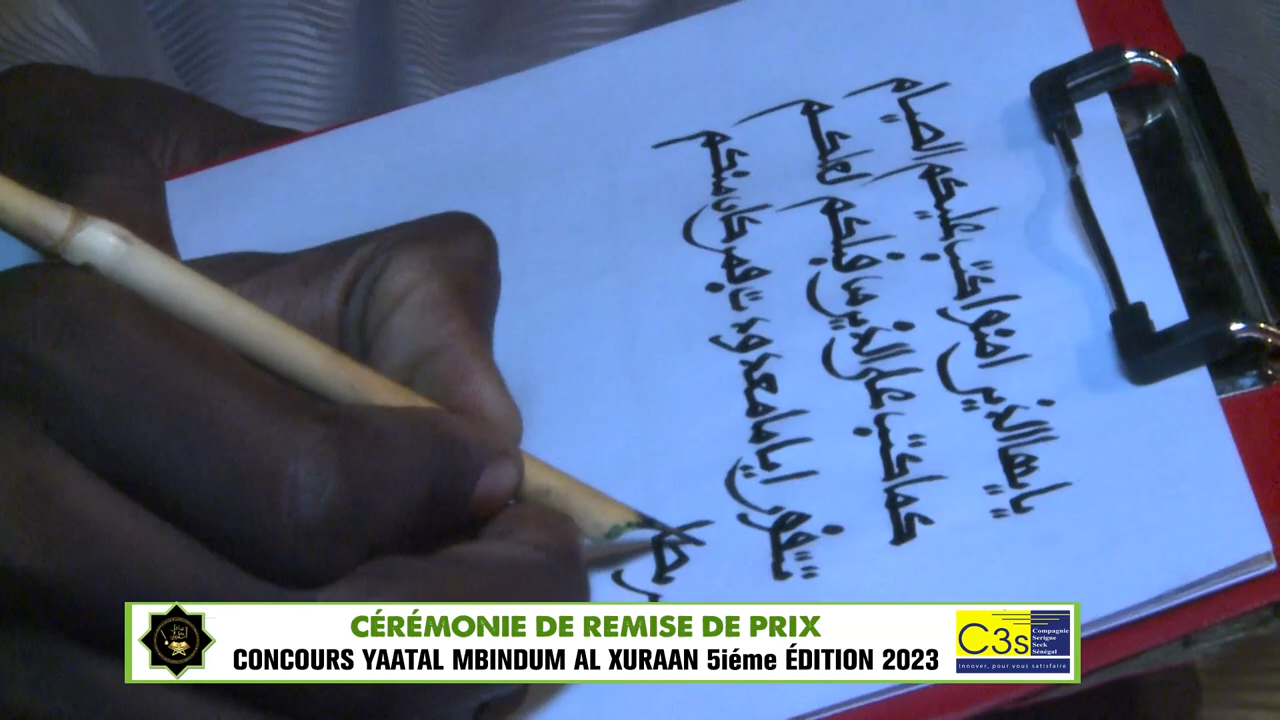 يايها الذين امنوا كتب عليكم الصيام
كما كتب على الذين من قبلكم لعلكم
تتقون اياما معدودت فمن كان منكم
مريضا
CÉRÉMONIE DE REMISE DE PRIX
CONCOURS YAATAL MBINDUM AL XURAAN 5iéme ÉDITION 2023
C3s
Compagnie
Serigne
Seck
Sénégal
Innover, pour vous satisfaire